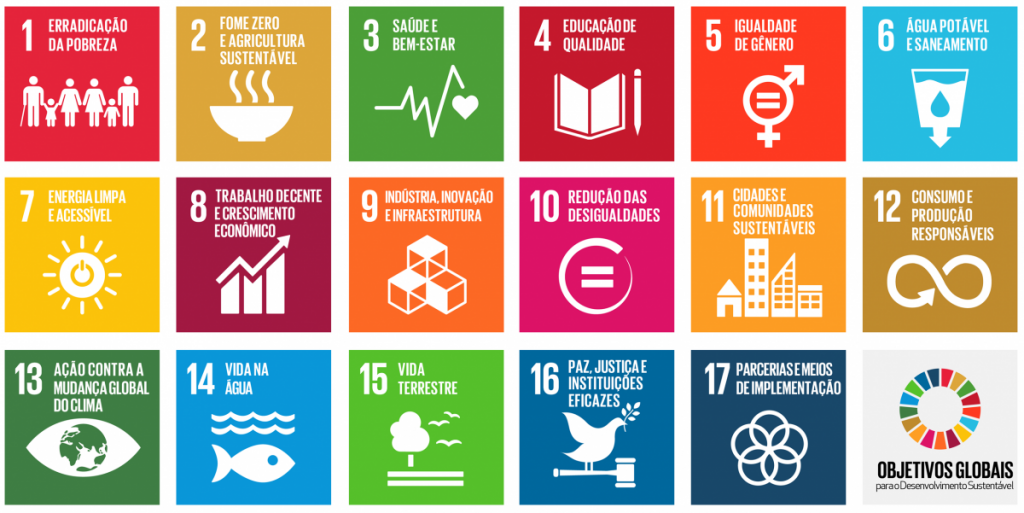 1 ERRADICAÇÃO
DA POBREZA
2 FOME ZERO
E AGRICULTURA
SUSTENTÁVEL
3 SAÚDE E
BEM-ESTAR
4 EDUCAÇÃO DE
QUALIDADE
5 IGUALDADE
DE GÊNERO
6 ÁGUA POTÁVEL
E SANEAMENTO
7 ENERGIA LIMPA
E ACESSÍVEL
8 TRABALHO DECENTE
E CRESCIMENTO
ECONÔMICO
9 INDÚSTRIA, INOVAÇÃO
E INFRAESTRUTURA
10 REDUÇÃO DAS
DESIGUALDADES
11 CIDADES E
COMUNIDADES
SUSTENTÁVEIS
12 CONSUMO E
PRODUÇÃO
RESPONSÁVEIS
13 AÇÃO CONTRA A
MUDANÇA GLOBAL
DO CLIMA
14 VIDA NA
ÁGUA
15 VIDA
TERRESTRE
16 PAZ, JUSTIÇA E
INSTITUIÇÕES
EFICAZES
17 PARCERIAS E MEIOS
DE IMPLEMENTAÇÃO
OBJETIVOS GLOBAIS
para o Desenvolvimento Sustentável